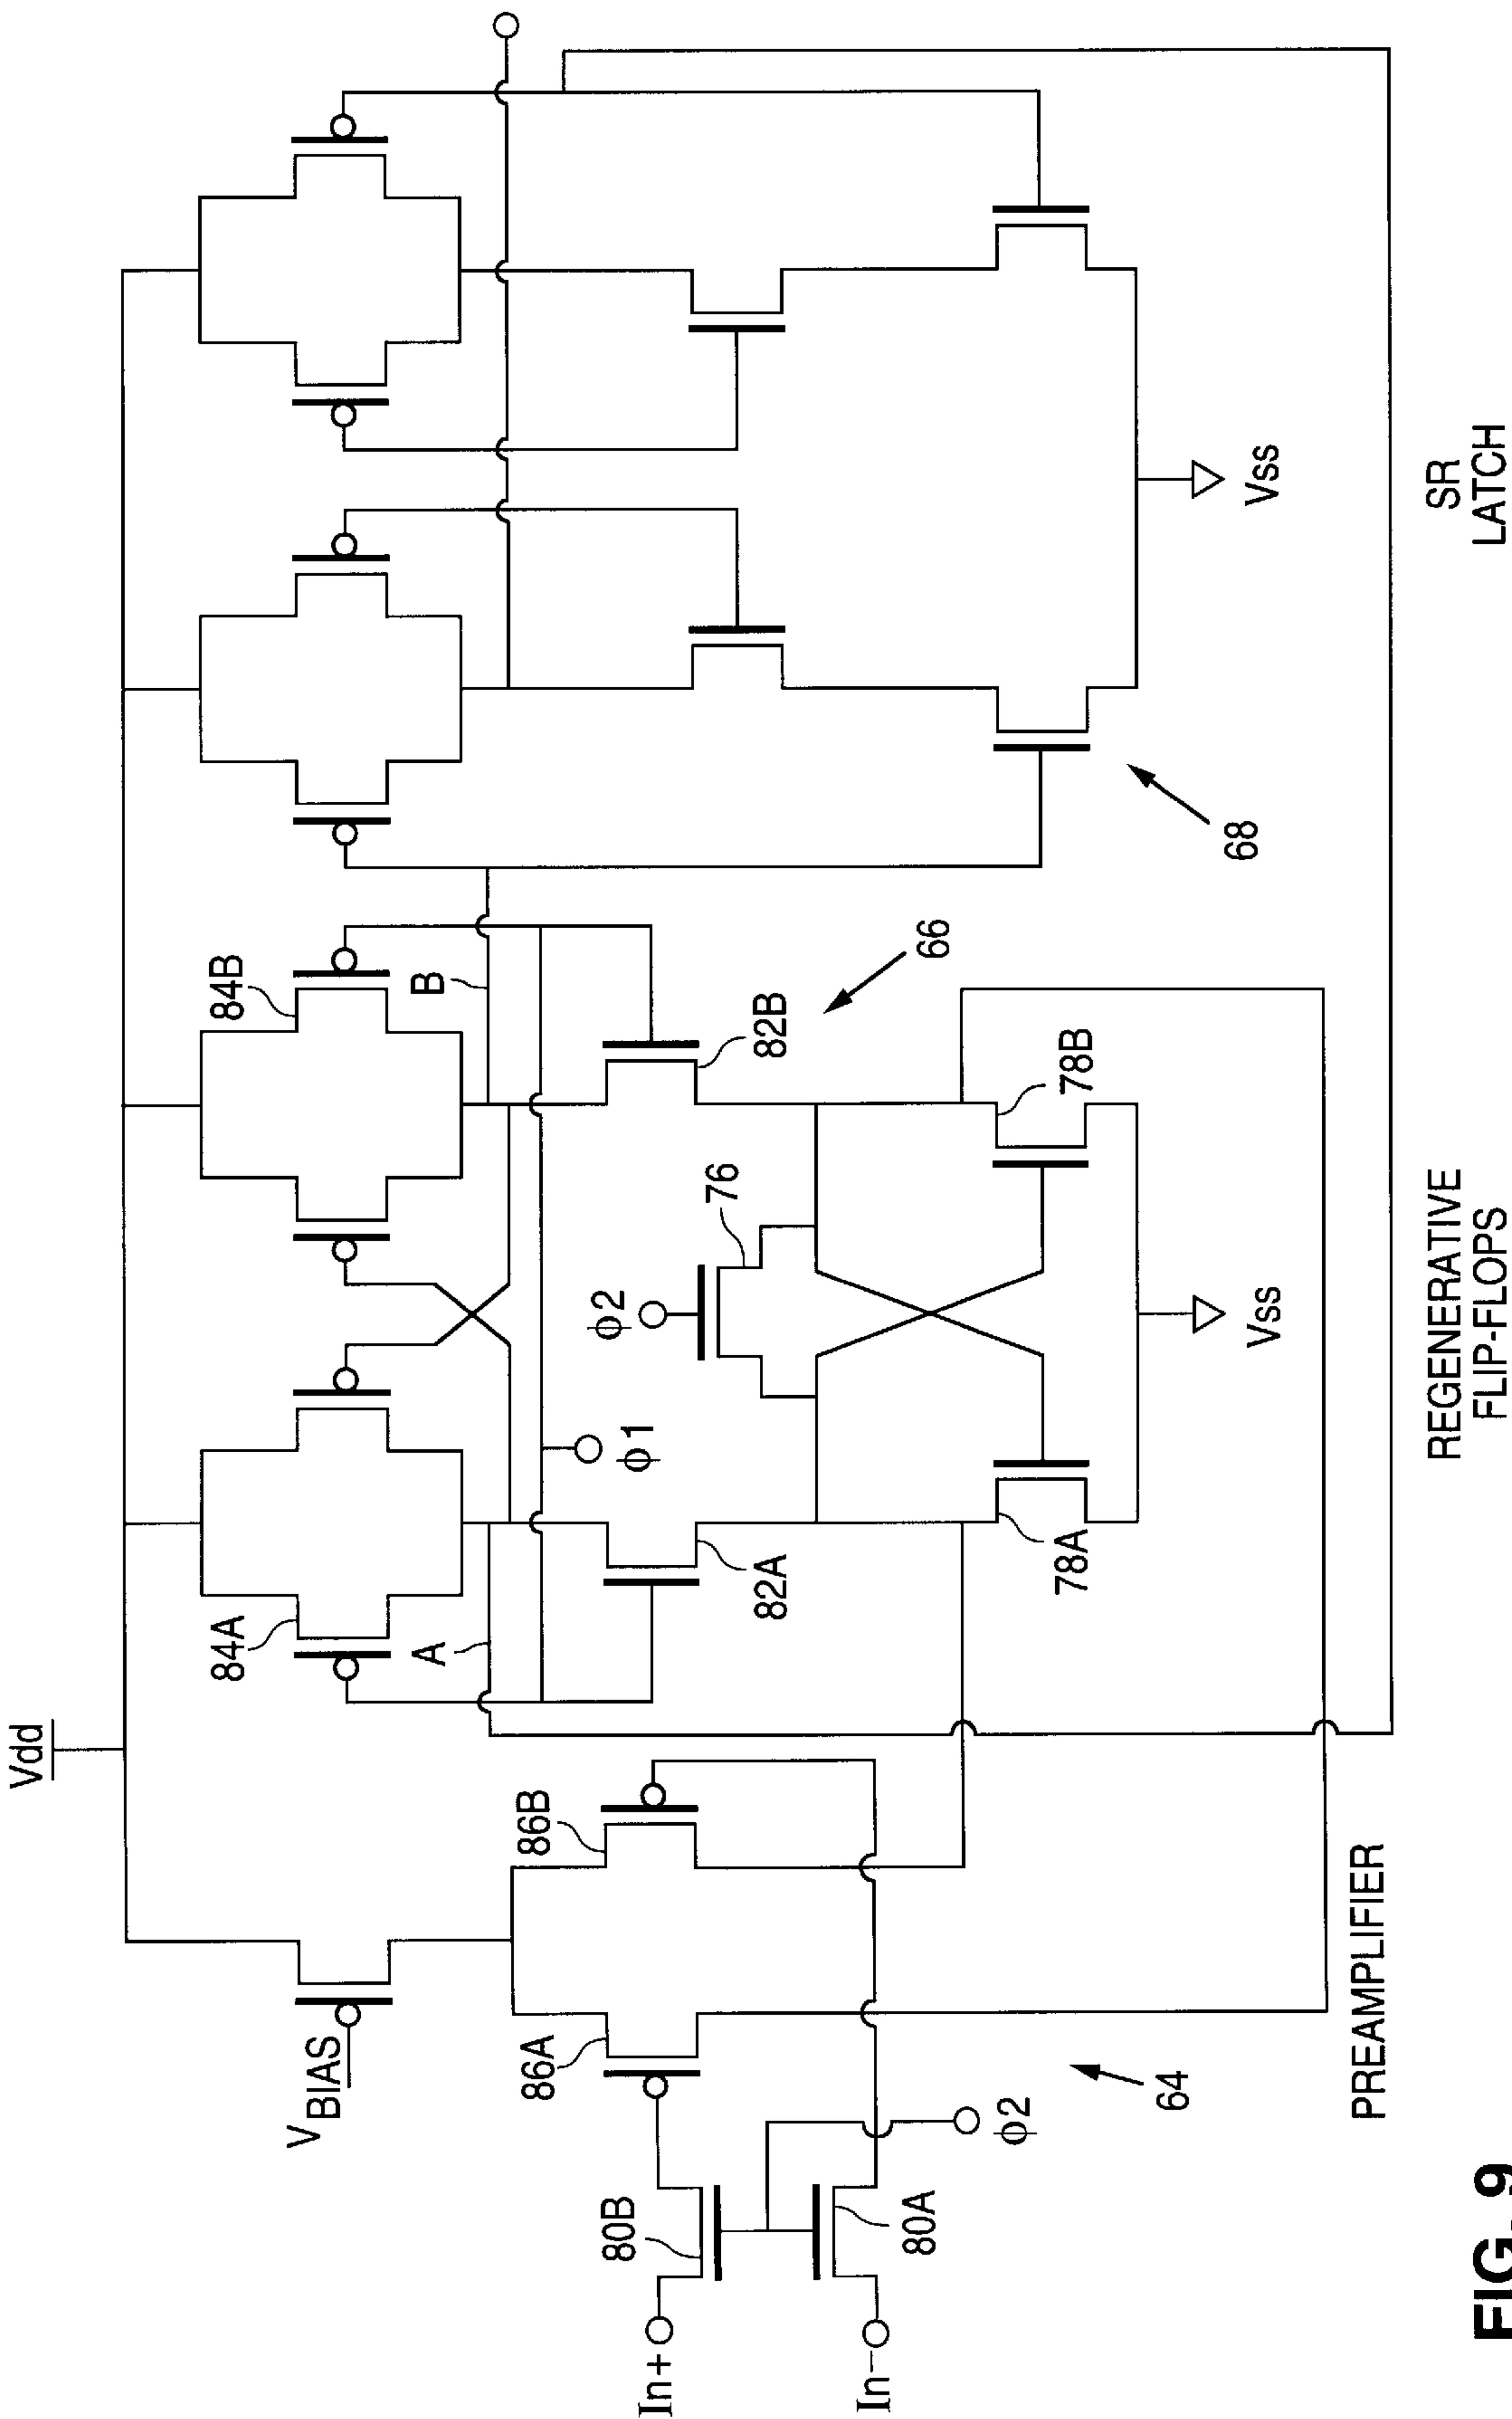 Vdd
V BIAS
84A
84B
A
B
86A
86B
ϕ1
ϕ2
76
82A
82B
66
80B
80A
In+
In−
ϕ2
64
78A
78B
68
Vss
Vss
PREAMPLIFIER
REGENERATIVE
FLIP-FLOPS
SR
LATCH
FIG. 9